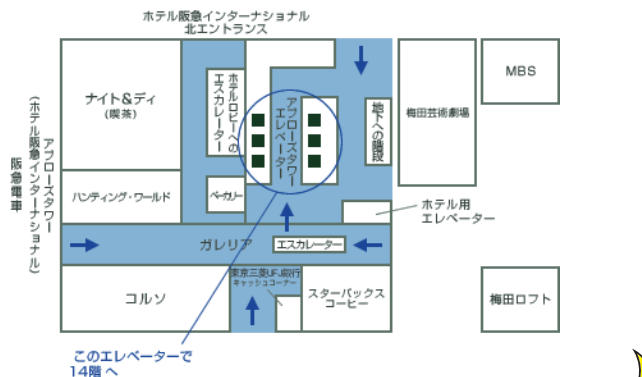 ホテル阪急インターナショナル
北エントランス
ナイト&デイ
(喫茶)
ホテルロビーへの
エスカレーター
アプローズタワー
エレベーター
地下への階段
梅田芸術劇場
MBS
アプローズタワー
(ホテル阪急インターナショナル)
阪急電車
ハンティング・ワールド
ベーカリー
ホテル用
エレベーター
ガレリア
エスカレーター
コルソ
東京三菱UFJ銀行
キャッシュコーナー
スターバックス
コーヒー
梅田ロフト
このエレベーターで
14階 へ